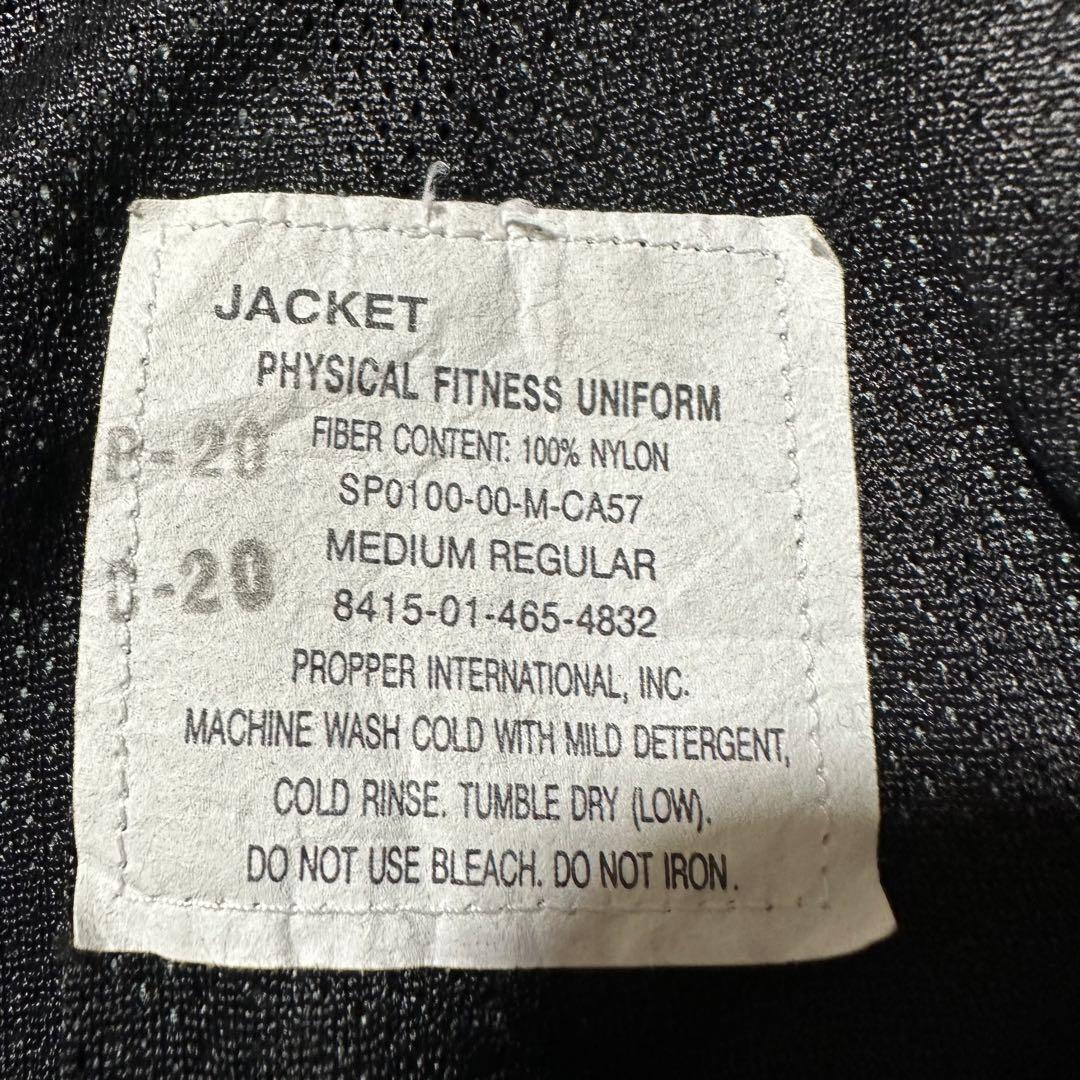 JACKET
PHYSICAL FITNESS UNIFORM
FIBER CONTENT: 100% NYLON
-20
SP0100-00-M-CA57
MEDIUM REGULAR
-20
8415-01-465-4832
PROPPER INTERNATIONAL, INC.
MACHINE WASH COLD WITH MILD DETERGENT,
COLD RINSE. TUMBLE DRY (LOW).
DO NOT USE BLEACH. DO NOT IRON.